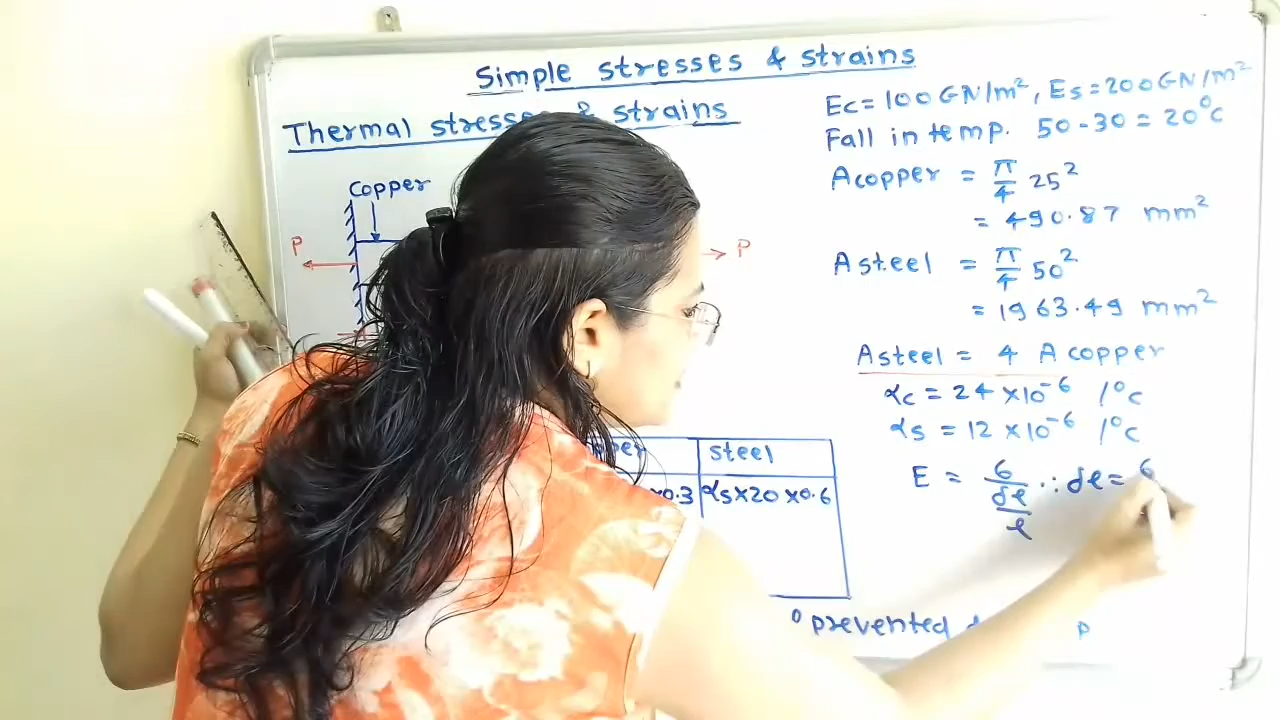 Simple stresses & strains
Thermal stresses & strains
Copper
P
P
Ec = 100 GN/m², Es = 200 GN/m²
Fall in temp. 50 - 30 = 20°C
Acopper = π/4 25²
= 490.87 mm²
Asteel = π/4 50²
= 1963.49 mm²
Asteel = 4 Acopper
αc = 24 ×10⁻⁶ /°C
αs = 12 ×10⁻⁶ /°C
E = σ/(δℓ/ℓ) ∴ δℓ = σ
steel
×0.3 αs×20×0.6
prevented
P